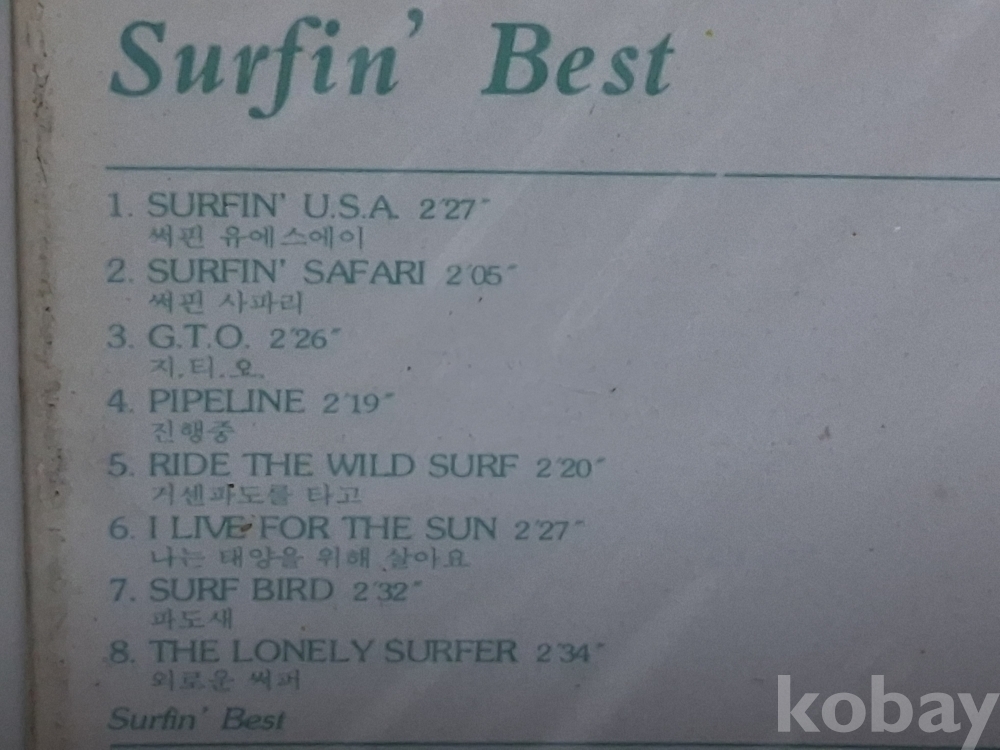 Surfin' Best
1. SURFIN' U.S.A. 2'27"
써핀 유에스에이
2. SURFIN' SAFARI 2'05"
써핀 사파리
3. G.T.O. 2'26"
지.티.오.
4. PIPELINE 2'19"
진행중
5. RIDE THE WILD SURF 2'20"
거센파도를 타고
6. I LIVE FOR THE SUN 2'27"
나는 태양을 위해 살아요
7. SURF BIRD 2'32"
파도새
8. THE LONELY SURFER 2'34"
외로운 써퍼
Surfin' Best
kobay